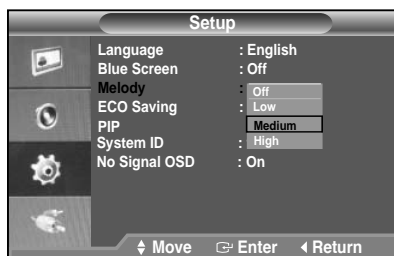 Setup
Language : English
Blue Screen : Off
Melody : Off
ECO Saving : Low
PIP Medium
System ID : High
No Signal OSD : On
Move Enter Return